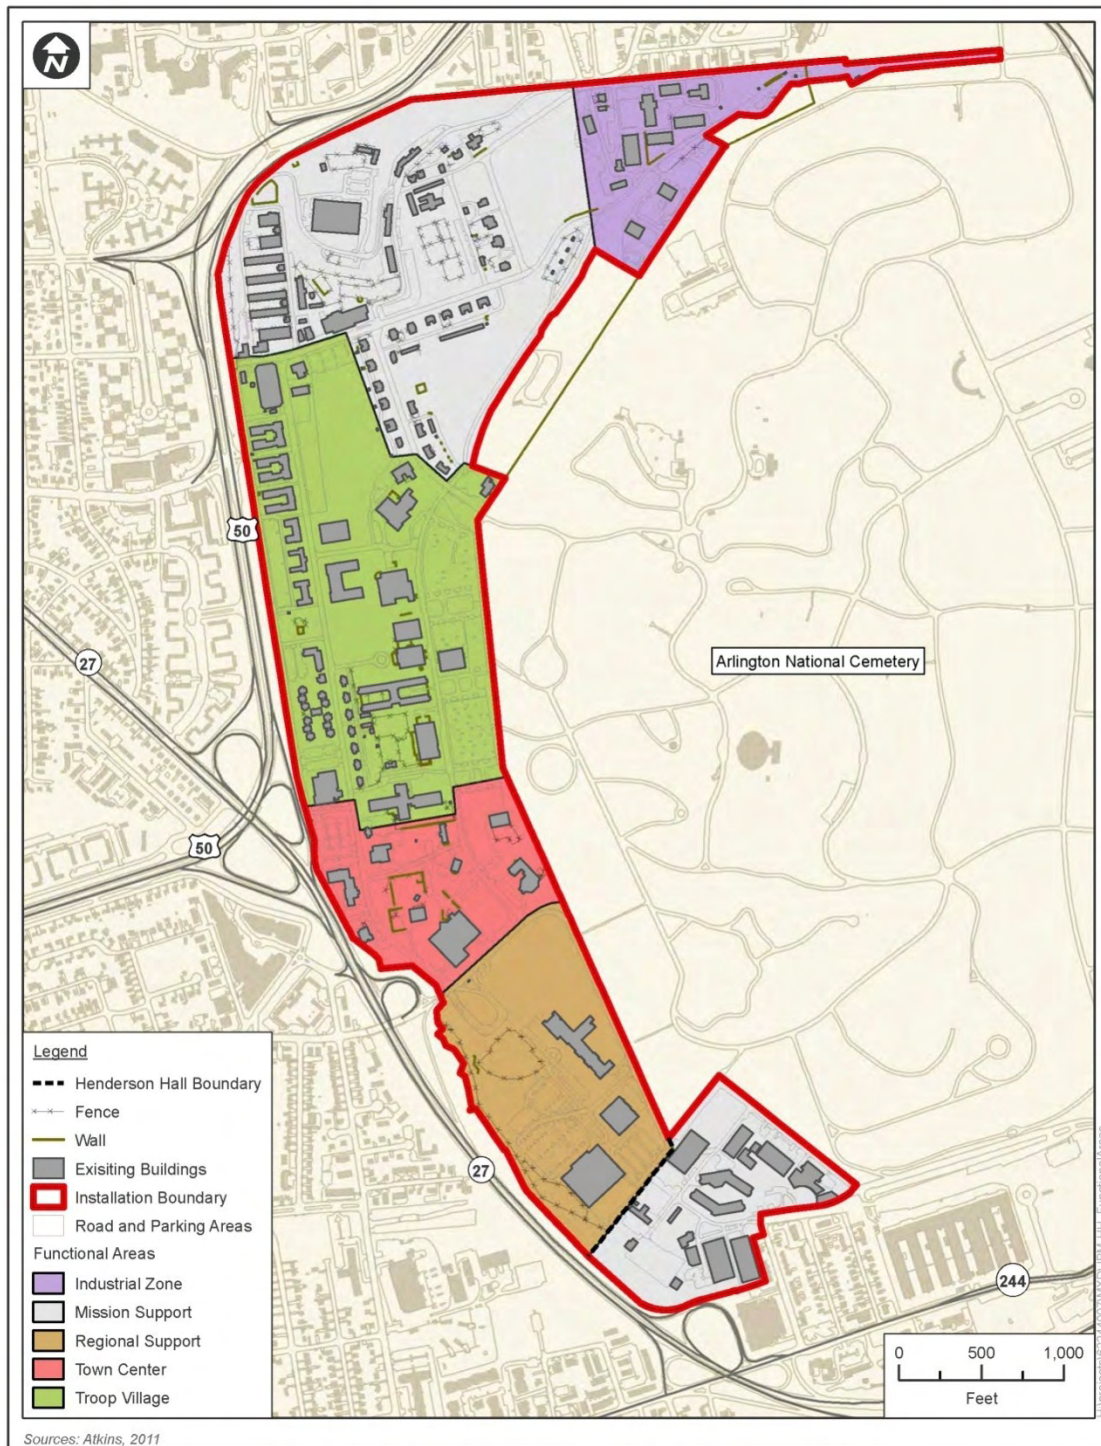 N
50
27
Arlington National Cemetery
50
27
244
Legend
Henderson Hall Boundary
Fence
Wall
Exisiting Buildings
Installation Boundary
Road and Parking Areas
Functional Areas
Industrial Zone
Mission Support
Regional Support
Town Center
Troop Village
0 500 1,000
Feet
Sources: Atkins, 2011